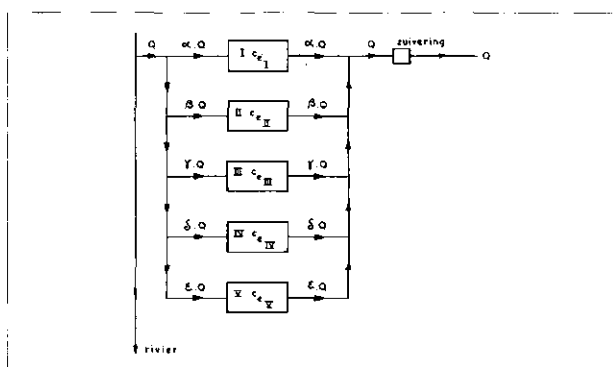 Q α.Q I c_e_I α.Q Q zuivering Q
β.Q II c_e_II β.Q
γ.Q III c_e_III γ.Q
δ.Q IV c_e_IV δ.Q
ε.Q V c_e_V ε.Q
rivier